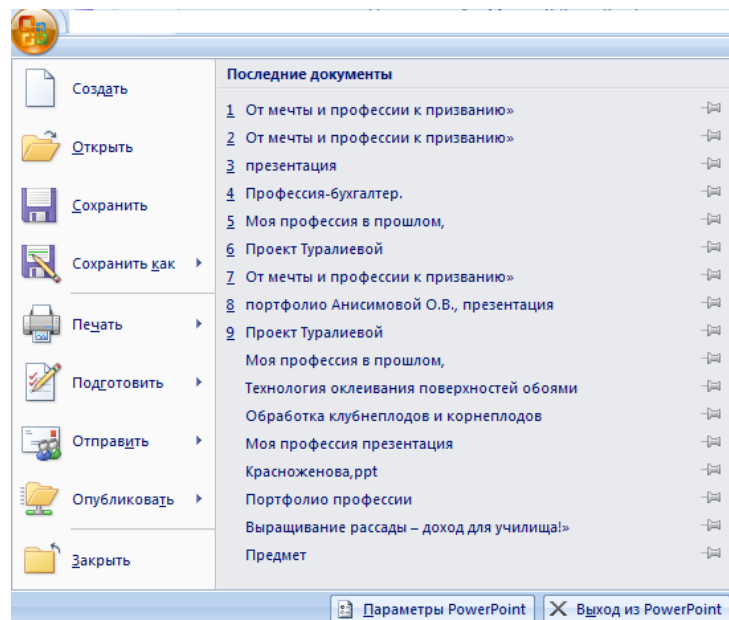 Создать
Открыть
Сохранить
Сохранить как
Печать
Подготовить
Отправить
Опубликовать
Закрыть
Последние документы
1 От мечты и профессии к призванию»
2 От мечты и профессии к призванию»
3 презентация
4 Профессия-бухгалтер.
5 Моя профессия в прошлом,
6 Проект Туралиевой
7 От мечты и профессии к призванию»
8 портфолио Анисимовой О.В., презентация
9 Проект Туралиевой
Моя профессия в прошлом,
Технология оклеивания поверхностей обоями
Обработка клубнеплодов и корнеплодов
Моя профессия презентация
Красноженова,ppt
Портфолио профессии
Выращивание рассады – доход для училища!»
Предмет
Параметры PowerPoint
Выход из PowerPoint